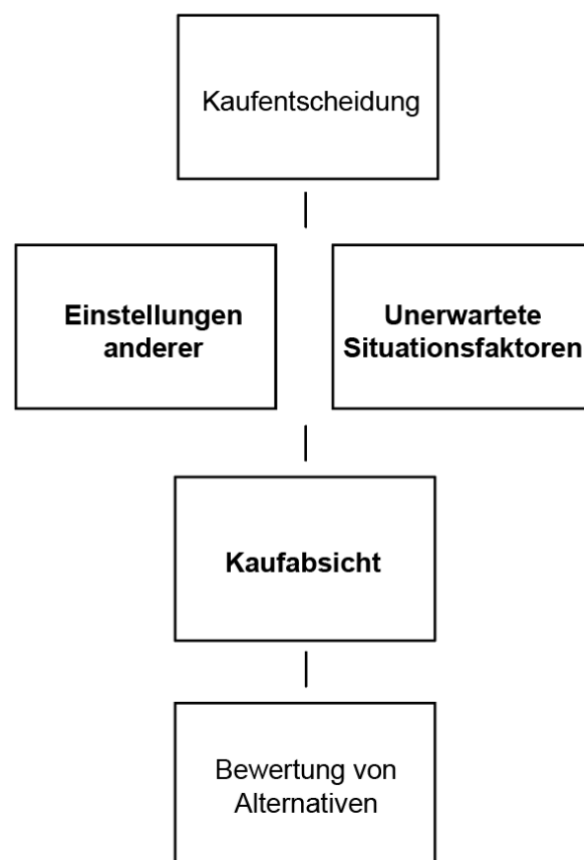 Kaufentscheidung
Einstellungen
anderer
Unerwartete
Situationsfaktoren
Kaufabsicht
Bewertung von
Alternativen